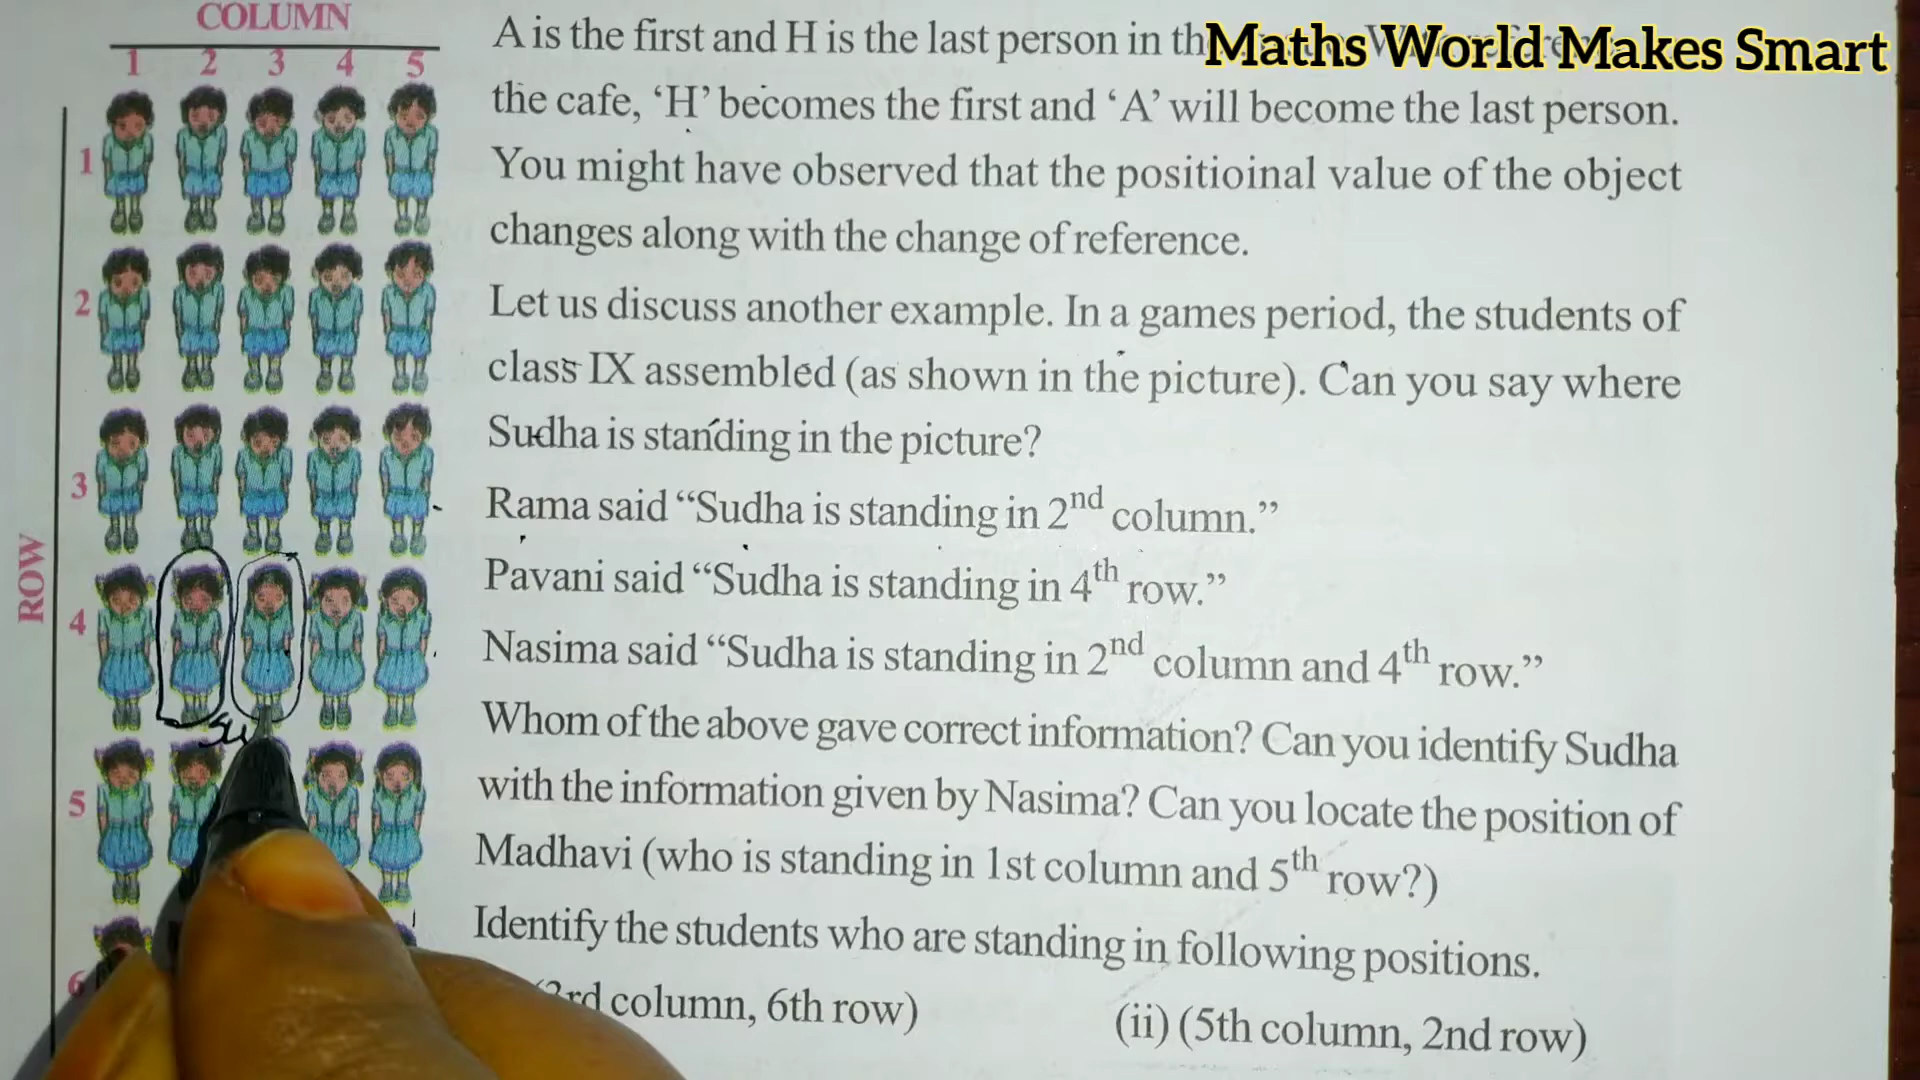 COLUMN
1 2 3 4 5
ROW
1
2
3
4
5
6
A is the first and H is the last person in
Maths World Makes Smart
the cafe, ‘H’ becomes the first and ‘A’ will become the last person.
You might have observed that the positioinal value of the object
changes along with the change of reference.
Let us discuss another example. In a games period, the students of
class IX assembled (as shown in the picture). Can you say where
Sudha is standing in the picture?
Rama said “Sudha is standing in 2nd column.”
Pavani said “Sudha is standing in 4th row.”
Nasima said “Sudha is standing in 2nd column and 4th row.”
Whom of the above gave correct information? Can you identify Sudha
with the information given by Nasima? Can you locate the position of
Madhavi (who is standing in 1st column and 5th row?)
Identify the students who are standing in following positions.
column, 6th row)
(ii) (5th column, 2nd row)